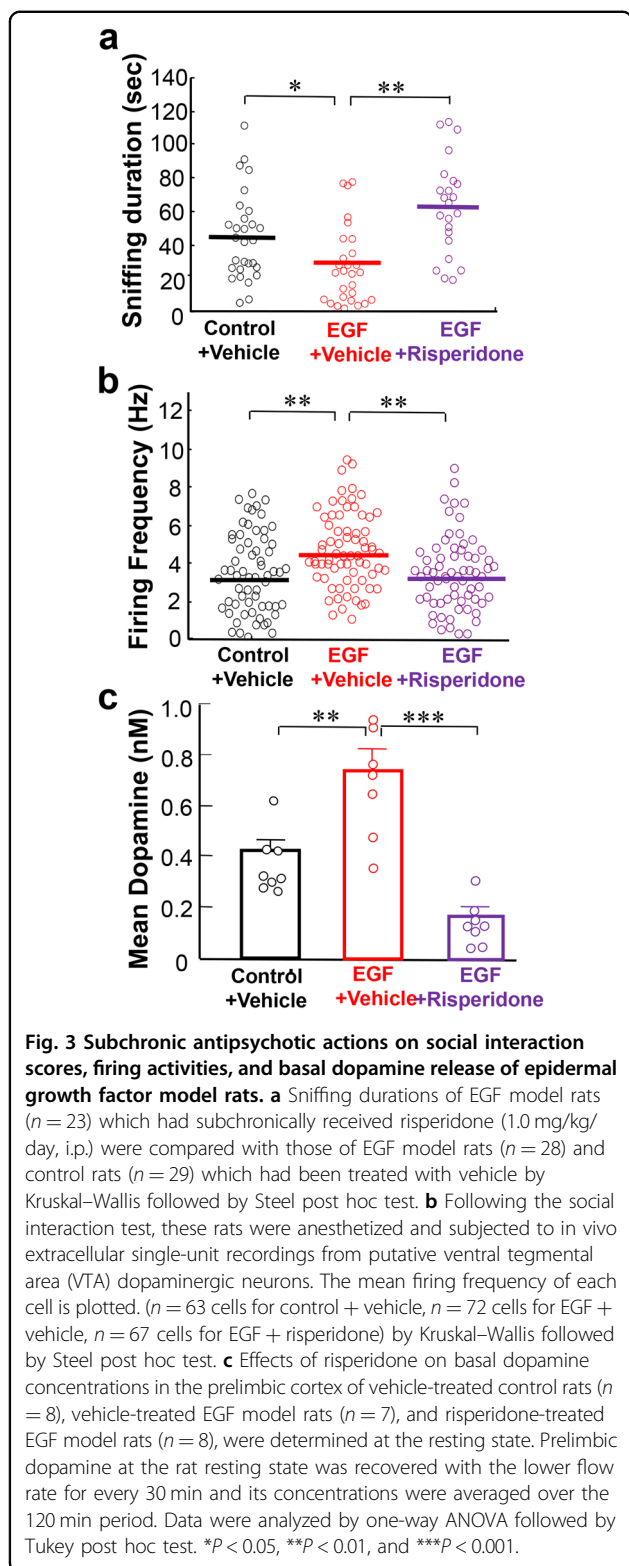 a
Sniffing duration (sec)
140
120
100
80
60
40
20
0
* **
Control
+Vehicle
EGF
+Vehicle
EGF
+Risperidone
b
Firing Frequency (Hz)
12
10
8
6
4
2
0
** **
Control
+Vehicle
EGF
+Vehicle
EGF
+Risperidone
c
Mean Dopamine (nM)
1.0
0.8
0.6
0.4
0.2
0
** ***
Control
+Vehicle
EGF
+Vehicle
EGF
+Risperidone
Fig. 3 Subchronic antipsychotic actions on social interaction
scores, firing activities, and basal dopamine release of epidermal
growth factor model rats. a Sniffing durations of EGF model rats
(n = 23) which had subchronically received risperidone (1.0 mg/kg/
day, i.p.) were compared with those of EGF model rats (n = 28) and
control rats (n = 29) which had been treated with vehicle by
Kruskal–Wallis followed by Steel post hoc test. b Following the social
interaction test, these rats were anesthetized and subjected to in vivo
extracellular single-unit recordings from putative ventral tegmental
area (VTA) dopaminergic neurons. The mean firing frequency of each
cell is plotted. (n = 63 cells for control + vehicle, n = 72 cells for EGF +
vehicle, n = 67 cells for EGF + risperidone) by Kruskal–Wallis followed
by Steel post hoc test. c Effects of risperidone on basal dopamine
concentrations in the prelimbic cortex of vehicle-treated control rats (n
= 8), vehicle-treated EGF model rats (n = 7), and risperidone-treated
EGF model rats (n = 8), were determined at the resting state. Prelimbic
dopamine at the rat resting state was recovered with the lower flow
rate for every 30 min and its concentrations were averaged over the
120 min period. Data were analyzed by one-way ANOVA followed by
Tukey post hoc test. *P < 0.05, **P < 0.01, and ***P < 0.001.